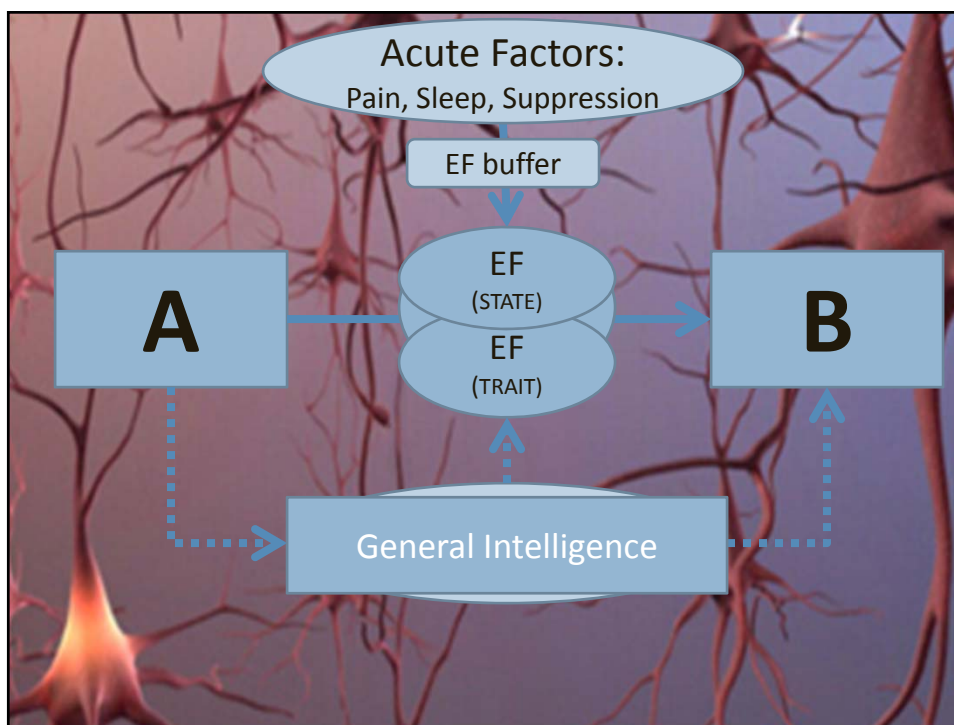 Acute Factors:
Pain, Sleep, Suppression
EF buffer
EF
(STATE)
A
B
EF
(TRAIT)
General Intelligence